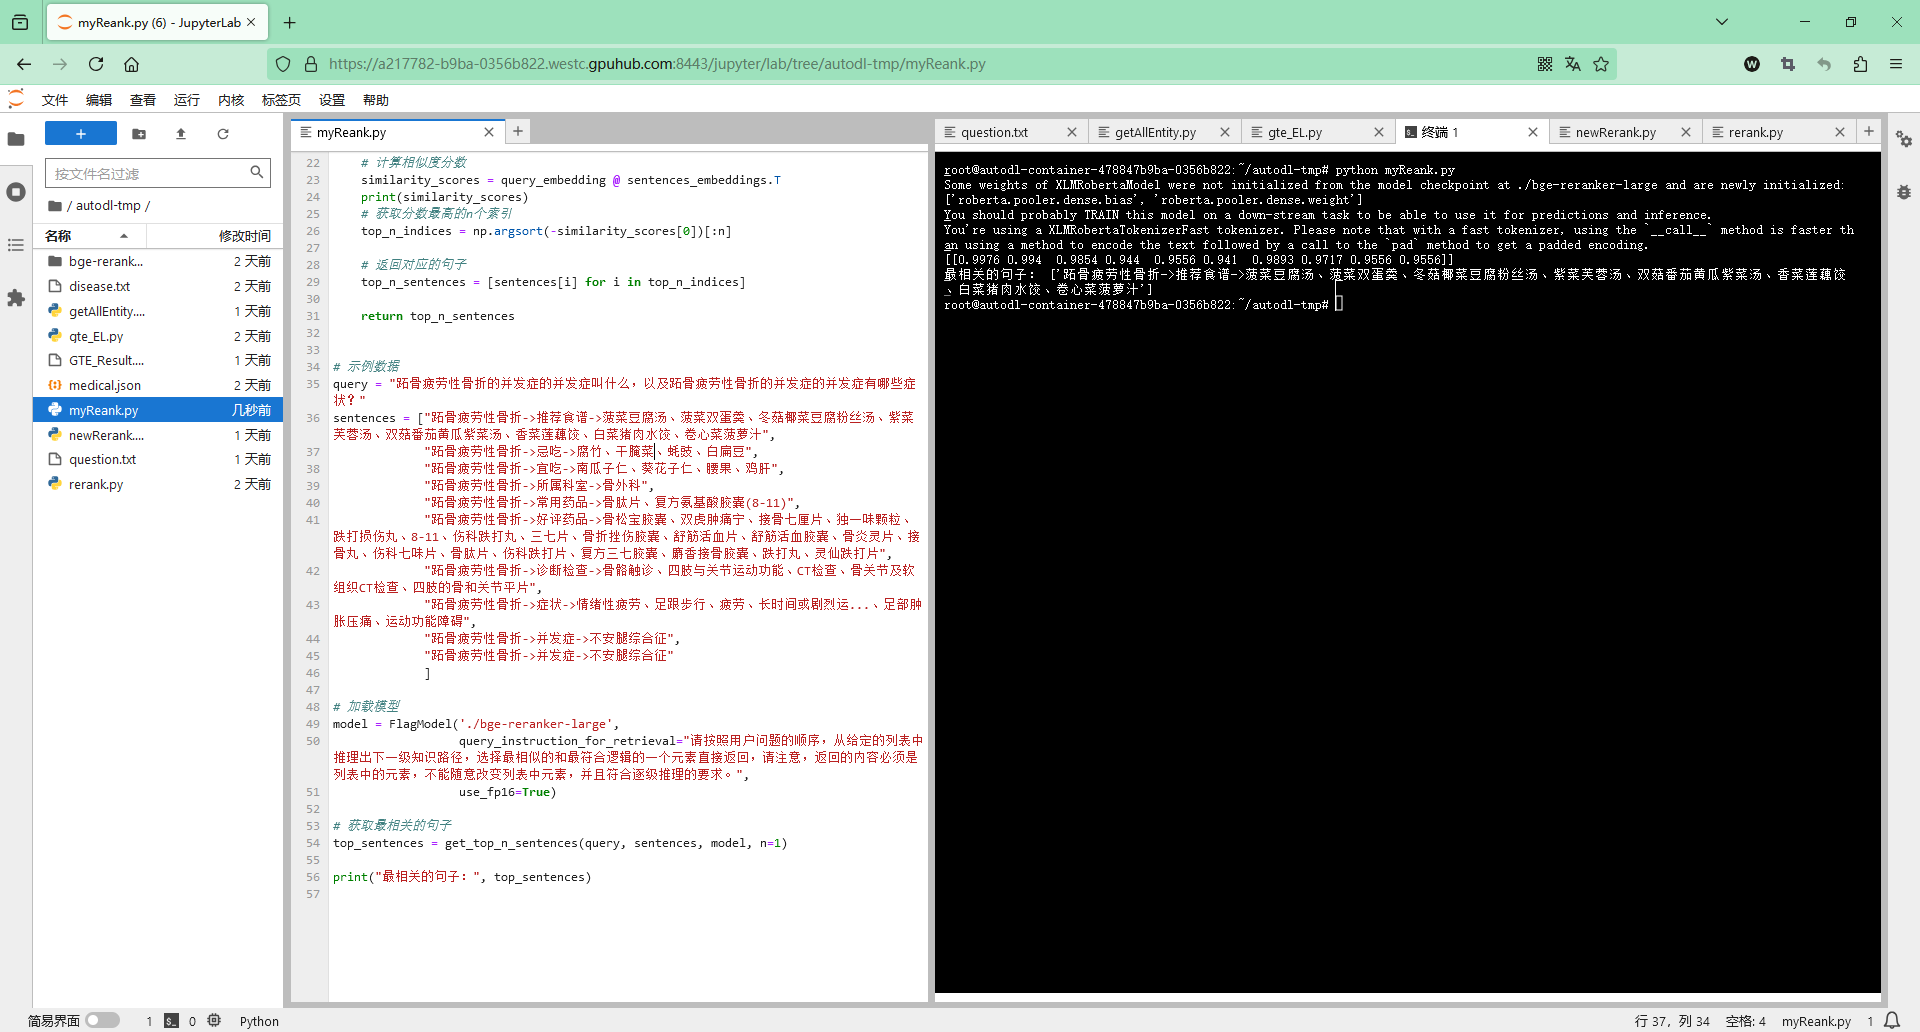 myReank.py (6) - JupyterLab
https://a217782-b9ba-0356b822.westc.gpuhub.com:8443/jupyter/lab/tree/autodl-tmp/myReank.py
文件 编辑 查看 运行 内核 标签页 设置 帮助
按文件名过滤
/ autodl-tmp /
名称 修改时间
bge-rerank... 2 天前
disease.txt 2 天前
getAllEntity.... 2 天前
gte_EL.py 2 天前
GTE_Result.... 1 天前
medical.json 2 天前
myReank.py 几秒前
newRerank.... 1 天前
question.txt 1 天前
rerank.py 2 天前
myReank.py
22 # 计算相似度分数
23 similarity_scores = query_embedding @ sentences_embeddings.T
24 print(similarity_scores)
25 # 获取分数最高的n个索引
26 top_n_indices = np.argsort(-similarity_scores[0])[:n]
27
28 # 返回对应的句子
29 top_n_sentences = [sentences[i] for i in top_n_indices]
30
31 return top_n_sentences
32
33
34 # 示例数据
35 query = "跖骨疲劳性骨折的并发症的并发症叫什么，以及跖骨疲劳性骨折的并发症的并发症有哪些症
状？"
36 sentences = ["跖骨疲劳性骨折->推荐食谱->菠菜豆腐汤、菠菜双蛋羹、冬菇椰菜豆腐粉丝汤、紫菜
芙蓉汤、双菇番茄黄瓜紫菜汤、香菜莲藕饺、白菜猪肉水饺、卷心菜菠萝汁",
37 "跖骨疲劳性骨折->忌吃->腐竹、干腌菜、蚝豉、白扁豆",
38 "跖骨疲劳性骨折->宜吃->南瓜子仁、葵花子仁、腰果、鸡肝",
39 "跖骨疲劳性骨折->所属科室->骨外科",
40 "跖骨疲劳性骨折->常用药品->骨肽片、复方氨基酸胶囊(8-11)",
41 "跖骨疲劳性骨折->好评药品->骨松宝胶囊、双虎肿痛宁、接骨七厘片、独一味颗粒、
跌打损伤丸、8-11、伤科跌打丸、三七片、骨折挫伤胶囊、舒筋活血片、舒筋活血胶囊、骨炎灵片、接
骨丸、伤科七味片、骨肽片、伤科跌打片、复方三七胶囊、麝香接骨胶囊、跌打丸、灵仙跌打片",
42 "跖骨疲劳性骨折->诊断检查->骨骼触诊、四肢与关节运动功能、CT检查、骨关节及软
组织CT检查、四肢的骨和关节平片",
43 "跖骨疲劳性骨折->症状->情绪性疲劳、足跟步行、疲劳、长时间或剧烈运...、足部肿
胀压痛、运动功能障碍",
44 "跖骨疲劳性骨折->并发症->不安腿综合征",
45 "跖骨疲劳性骨折->并发症->不安腿综合征"
46 ]
47
48 # 加载模型
49 model = FlagModel('./bge-reranker-large',
50 query_instruction_for_retrieval="请按照用户问题的顺序，从给定的列表中
推理出下一级知识路径，选择最相似的和最符合逻辑的一个元素直接返回，请注意，返回的内容必须是
列表中的元素，不能随意改变列表中元素，并且符合逐级推理的要求。",
51 use_fp16=True)
52
53 # 获取最相关的句子
54 top_sentences = get_top_n_sentences(query, sentences, model, n=1)
55
56 print("最相关的句子：", top_sentences)
57
question.txt getAllEntity.py gte_EL.py 终端 1 newRerank.py rerank.py
root@autodl-container-478847b9ba-0356b822:~/autodl-tmp# python myReank.py
Some weights of XLMRobertaModel were not initialized from the model checkpoint at ./bge-reranker-large and are newly initialized:
['roberta.pooler.dense.bias', 'roberta.pooler.dense.weight']
You should probably TRAIN this model on a down-stream task to be able to use it for predictions and inference.
You're using a XLMRobertaTokenizerFast tokenizer. Please note that with a fast tokenizer, using the `__call__` method is faster th
an using a method to encode the text followed by a call to the `pad` method to get a padded encoding.
[[0.9976 0.994  0.9854 0.944  0.9556 0.941  0.9893 0.9717 0.9556 0.9556]]
最相关的句子： ['跖骨疲劳性骨折->推荐食谱->菠菜豆腐汤、菠菜双蛋羹、冬菇椰菜豆腐粉丝汤、紫菜芙蓉汤、双菇番茄黄瓜紫菜汤、香菜莲藕饺
、白菜猪肉水饺、卷心菜菠萝汁']
root@autodl-container-478847b9ba-0356b822:~/autodl-tmp#
简易界面 1 0 Python 行 37，列 34 空格: 4 myReank.py 1